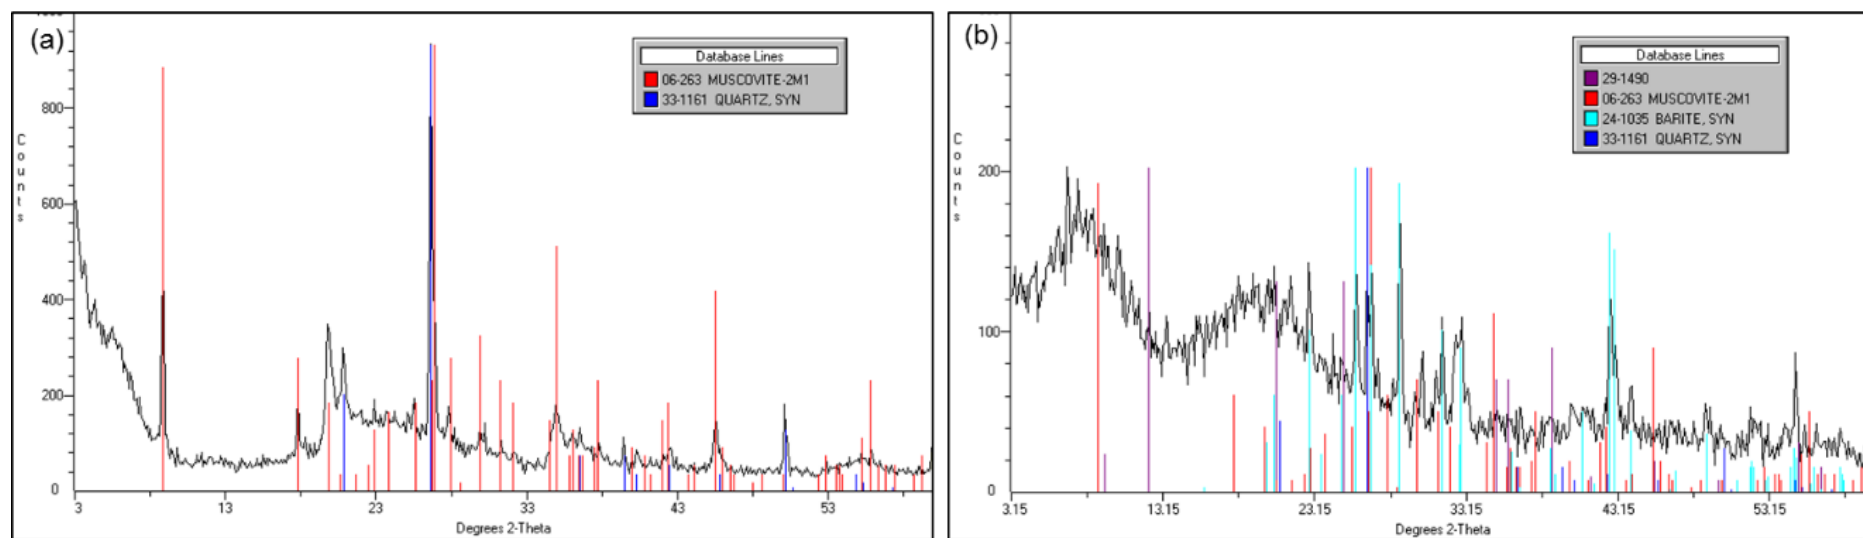 (a)
Database Lines
06-263 MUSCOVITE-2M1
33-1161 QUARTZ, SYN
800
600
400
200
0
Counts
3
13
23
33
43
53
Degrees 2-Theta
(b)
Database Lines
29-1490
06-263 MUSCOVITE-2M1
24-1035 BARITE, SYN
33-1161 QUARTZ, SYN
200
100
0
Counts
3.15
13.15
23.15
33.15
43.15
53.15
Degrees 2-Theta